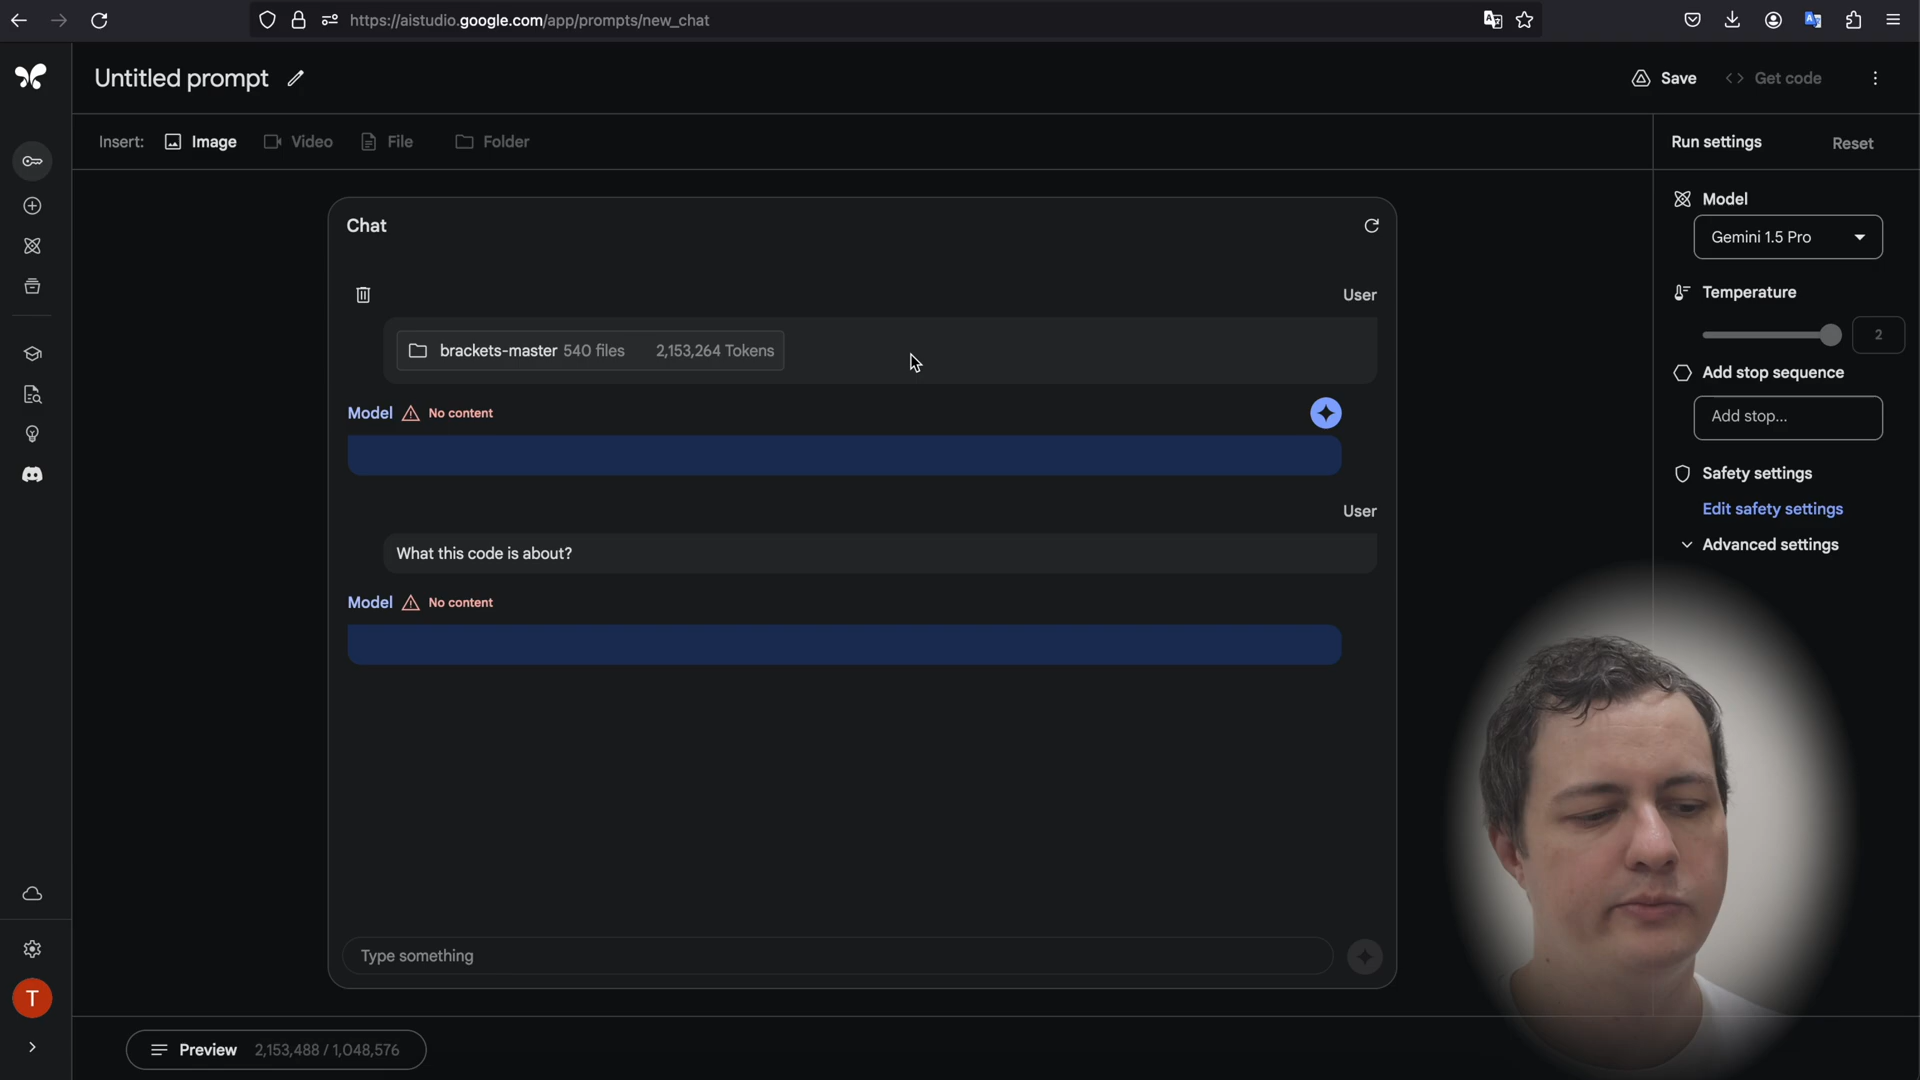 https://aistudio.google.com/app/prompts/new_chat
Untitled prompt
Save
Get code
Insert:
Image
Video
File
Folder
Run settings
Reset
Chat
User
brackets-master 540 files 2,153,264 Tokens
Model No content
User
What this code is about?
Model No content
Type something
Model
Gemini 1.5 Pro
Temperature
2
Add stop sequence
Add stop...
Safety settings
Edit safety settings
Advanced settings
T
Preview 2,153,488 / 1,048,576